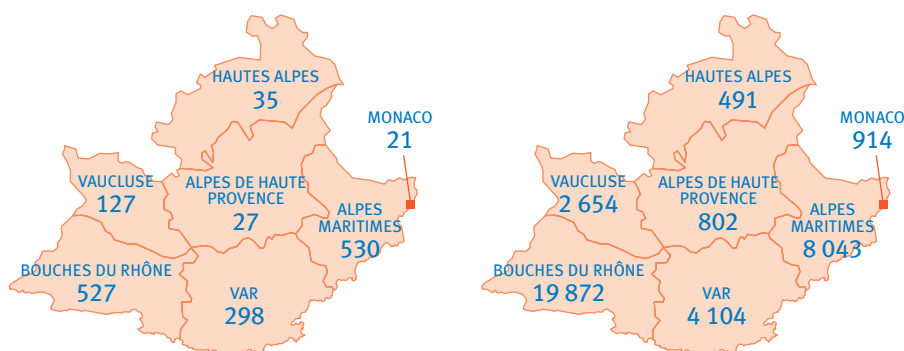 HAUTES ALPES
35
MONACO
21
VAUCLUSE
127
ALPES DE HAUTE
PROVENCE
27
ALPES
MARITIMES
530
BOUCHES DU RHÔNE
527
VAR
298
HAUTES ALPES
491
MONACO
914
VAUCLUSE
2 654
ALPES DE HAUTE
PROVENCE
802
ALPES
MARITIMES
8 043
BOUCHES DU RHÔNE
19 872
VAR
4 104